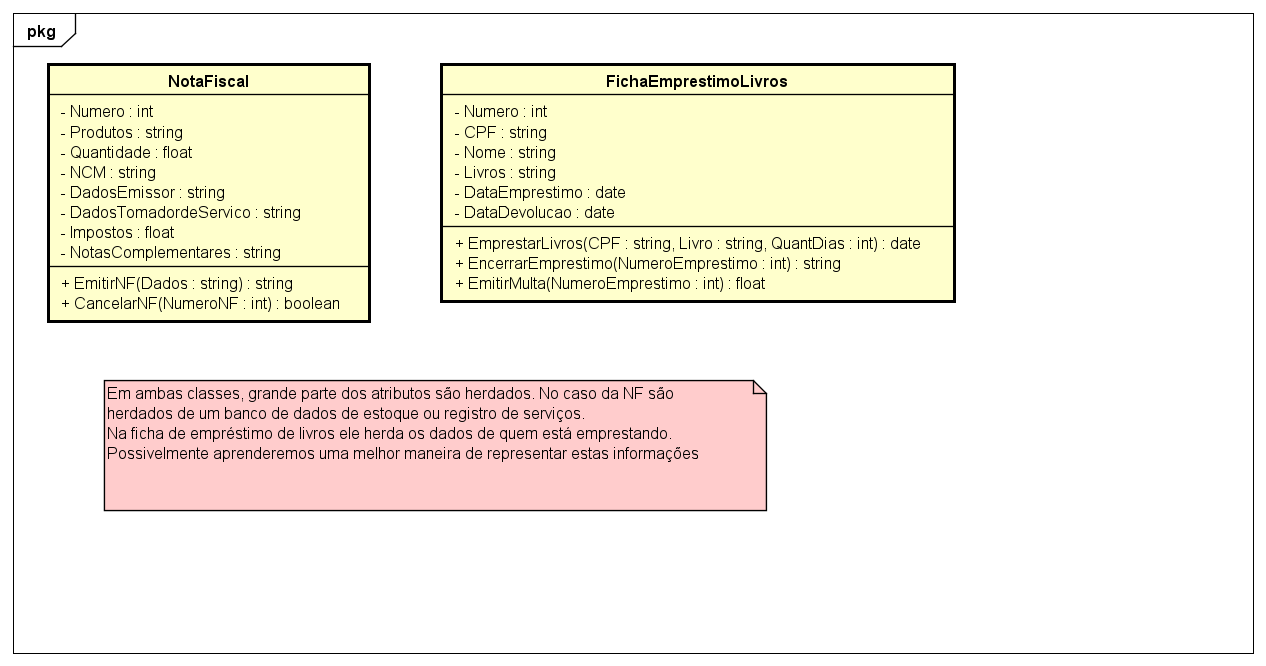 pkg
NotaFiscal
- Numero : int
- Produtos : string
- Quantidade : float
- NCM : string
- DadosEmissor : string
- DadosTomadordeServico : string
- Impostos : float
- NotasComplementares : string
+ EmitirNF(Dados : string) : string
+ CancelarNF(NumeroNF : int) : boolean
FichaEmprestimoLivros
- Numero : int
- CPF : string
- Nome : string
- Livros : string
- DataEmprestimo : date
- DataDevolucao : date
+ EmprestarLivros(CPF : string, Livro : string, QuantDias : int) : date
+ EncerrarEmprestimo(NumeroEmprestimo : int) : string
+ EmitirMulta(NumeroEmprestimo : int) : float
Em ambas classes, grande parte dos atributos são herdados. No caso da NF são
herdados de um banco de dados de estoque ou registro de serviços.
Na ficha de empréstimo de livros ele herda os dados de quem está emprestando.
Possivelmente aprenderemos uma melhor maneira de representar estas informações